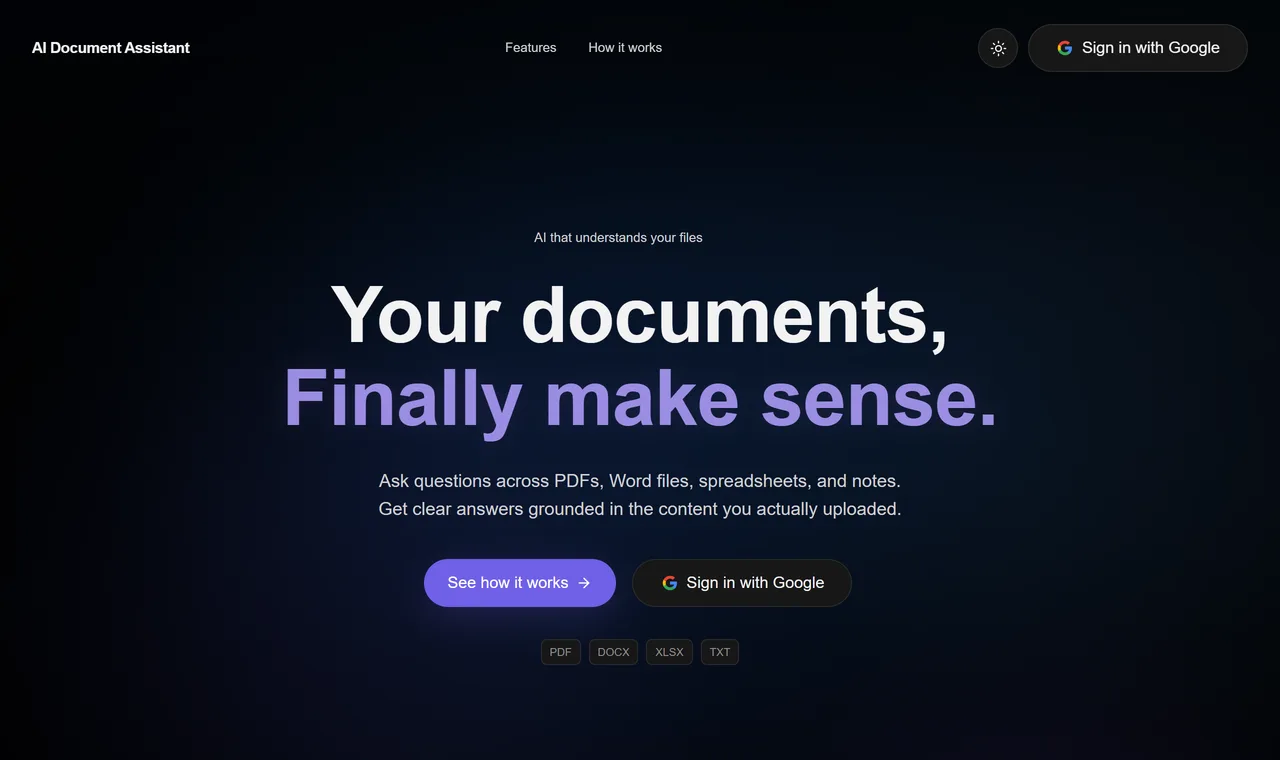 AI Document Assistant
Features
How it works
Sign in with Google
AI that understands your files
Your documents,
Finally make sense.
Ask questions across PDFs, Word files, spreadsheets, and notes.
Get clear answers grounded in the content you actually uploaded.
See how it works →
Sign in with Google
PDF
DOCX
XLSX
TXT